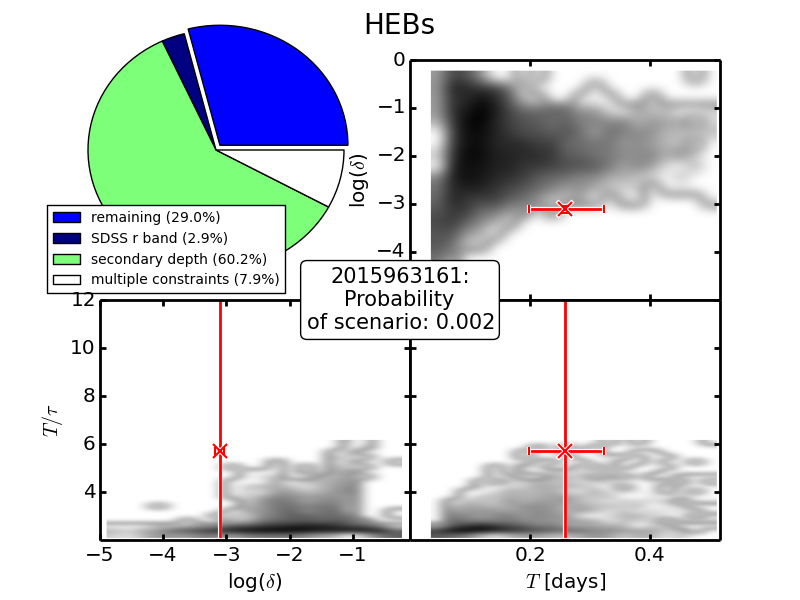 HEBs
remaining (29.0%)
SDSS r band (2.9%)
secondary depth (60.2%)
multiple constraints (7.9%)
0
−1
−2
−3
−4
log(δ)
2015963161:
Probability
of scenario: 0.002
12
10
8
6
4
T/τ
−5 −4 −3 −2 −1
log(δ)
0.2 0.4
T [days]